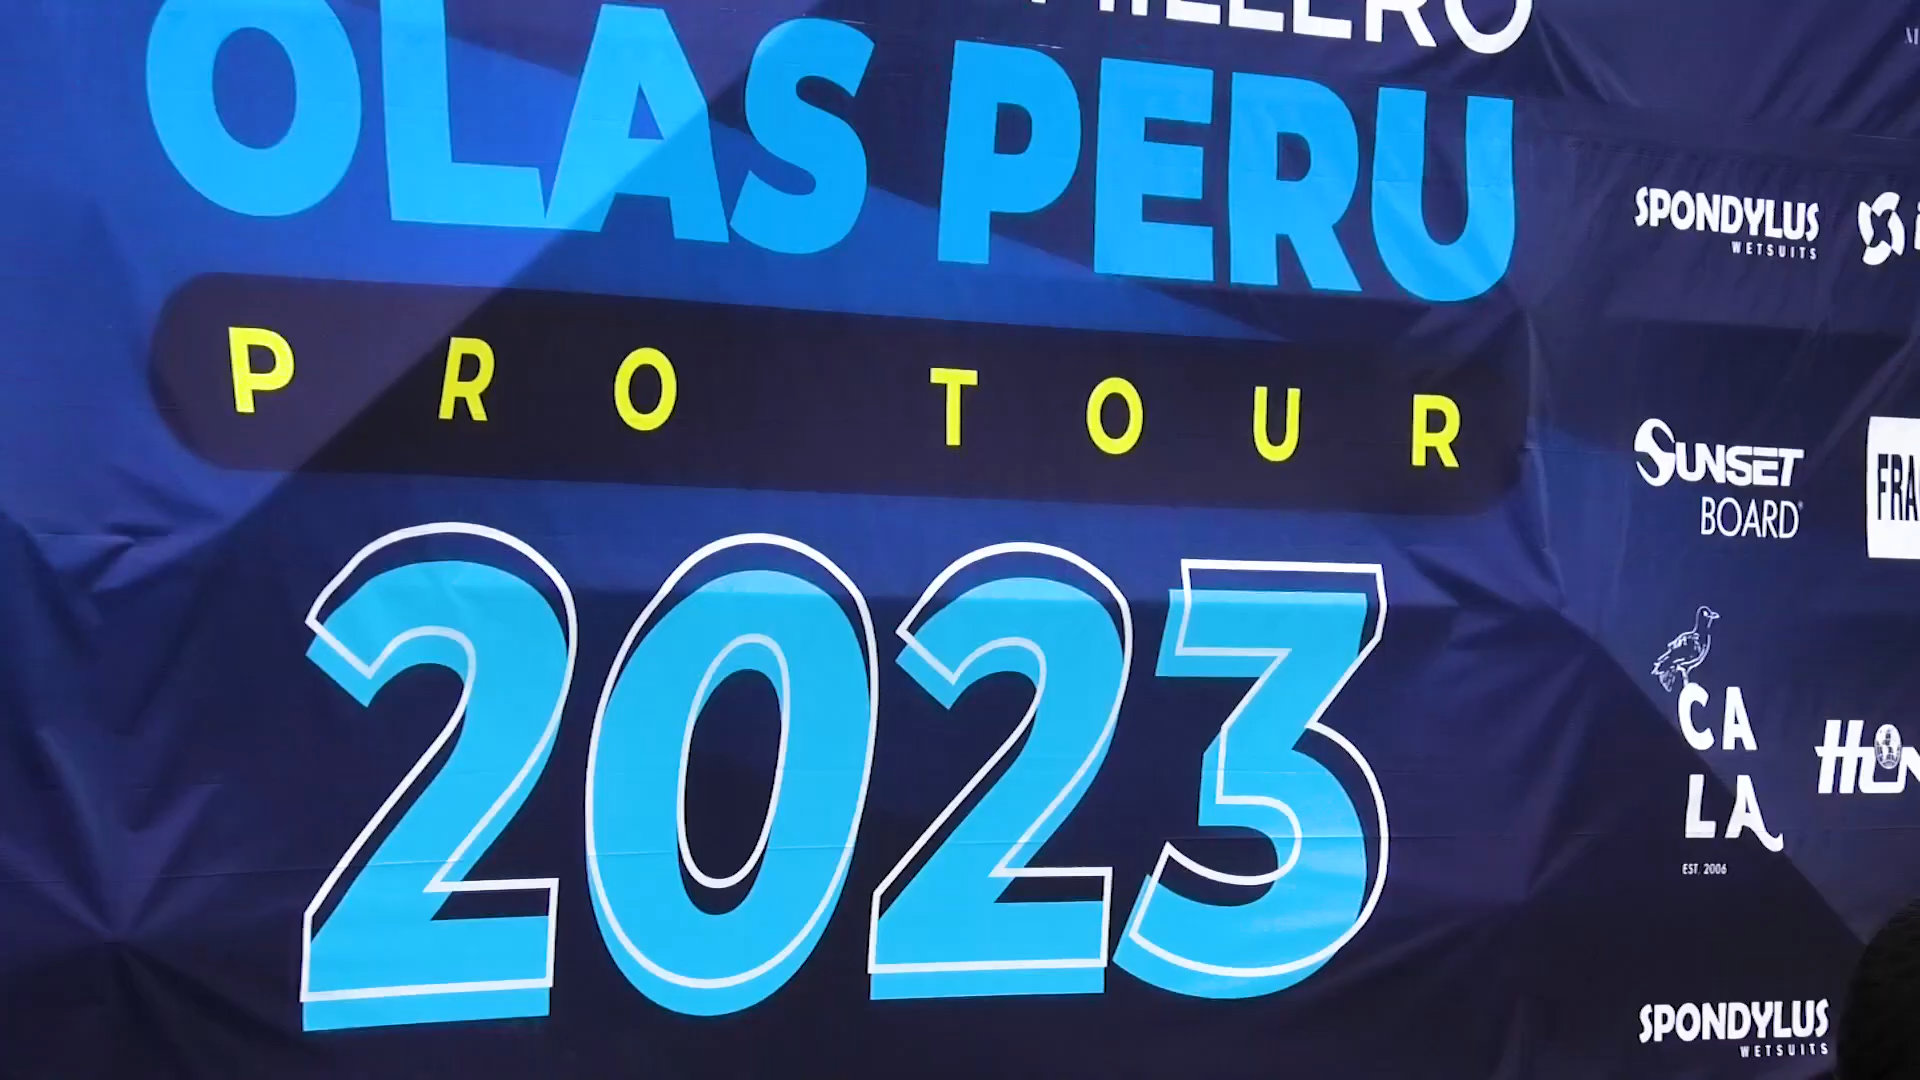 OLAS PERU
PRO TOUR
2023
SPONDYLUS
WETSUITS
SUNSET
BOARD
CA
LA
EST. 2006
SPONDYLUS
WETSUITS